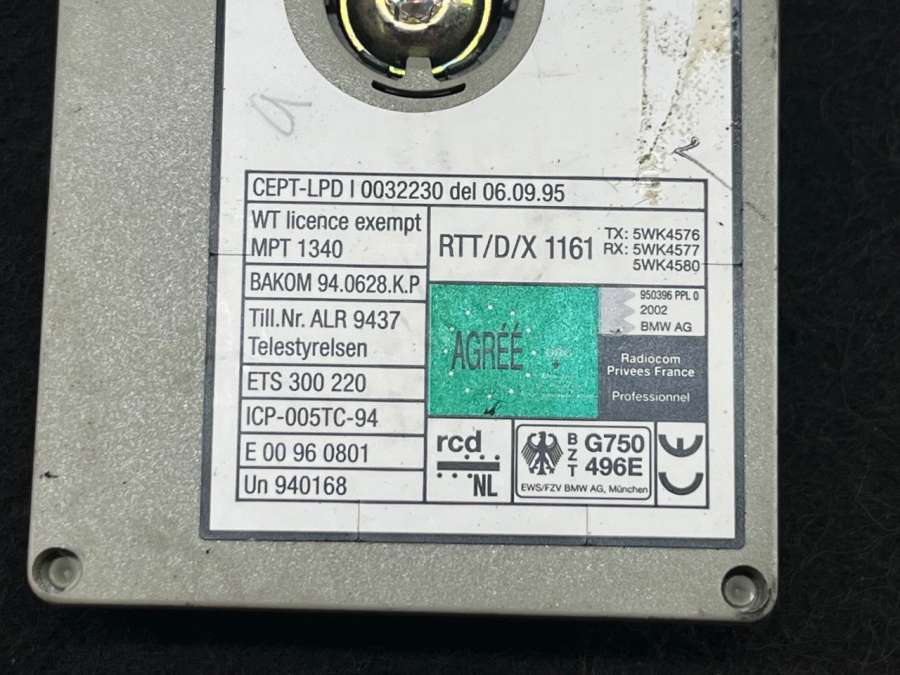 a
CEPT-LPD I 0032230 del 06.09.95
WT licence exempt
MPT 1340
BAKOM 94.0628.K.P
Till.Nr. ALR 9437
Telestyrelsen
ETS 300 220
ICP-005TC-94
E 00 96 0801
Un 940168
RTT/D/X 1161
TX: 5WK4576
RX: 5WK4577
5WK4580
AGRÉÉ
950396 PPL 0
2002
BMW AG
Radiocom
Privées France
Professionnel
rcd
NL
BZT
G750
496E
EWS/FZV BMW AG, München
CE